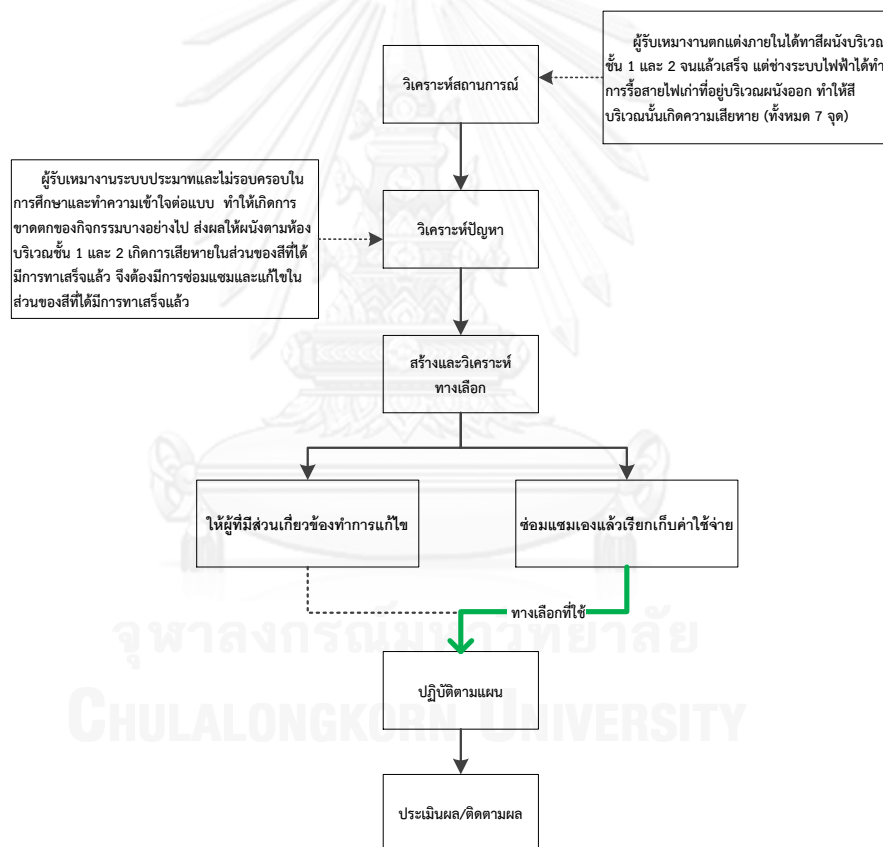 วิเคราะห์สถานการณ์
ผู้รับเหมางานตกแต่งภายในได้ทาสีผนังบริเวณ
ชั้น 1 และ 2 จนแล้วเสร็จ แต่ช่างระบบไฟฟ้าได้ทำ
การรื้อสายไฟเก่าที่อยู่บริเวณผนังออก ทำให้สี
บริเวณนั้นเกิดความเสียหาย (ทั้งหมด 7 จุด)
ผู้รับเหมางานระบบประมาทและไม่รอบครอบใน
การศึกษาและทำความเข้าใจต่อแบบ ทำให้เกิดการ
ขาดตกของกิจกรรมบางอย่างไป ส่งผลให้ผนังตามห้อง
บริเวณชั้น 1 และ 2 เกิดการเสียหายในส่วนของสีที่ได้
มีการทาเสร็จแล้ว จึงต้องมีการซ่อมแซมและแก้ไขใน
ส่วนของสีที่ได้มีการทาเสร็จแล้ว
วิเคราะห์ปัญหา
สร้างและวิเคราะห์
ทางเลือก
ให้ผู้ที่มีส่วนเกี่ยวข้องทำการแก้ไข
ซ่อมแซมเองแล้วเรียกเก็บค่าใช้จ่าย
ทางเลือกที่ใช้
จุฬาลงกรณ์มหาวิทยาลัย
ปฏิบัติตามแผน
CHULALONGKORN UNIVERSITY
ประเมินผล/ติดตามผล